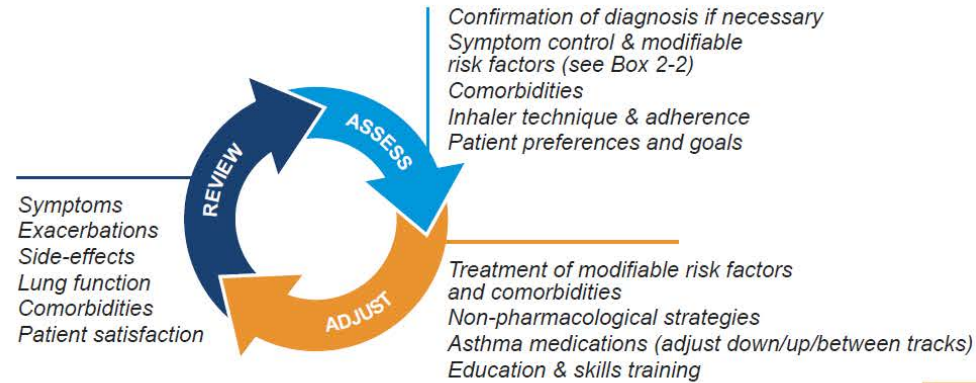 Confirmation of diagnosis if necessary
Symptom control & modifiable
risk factors (see Box 2-2)
Comorbidities
Inhaler technique & adherence
Patient preferences and goals
ASSESS
REVIEW
Symptoms
Exacerbations
Side-effects
Lung function
Comorbidities
Patient satisfaction
ADJUST
Treatment of modifiable risk factors
and comorbidities
Non-pharmacological strategies
Asthma medications (adjust down/up/between tracks)
Education & skills training